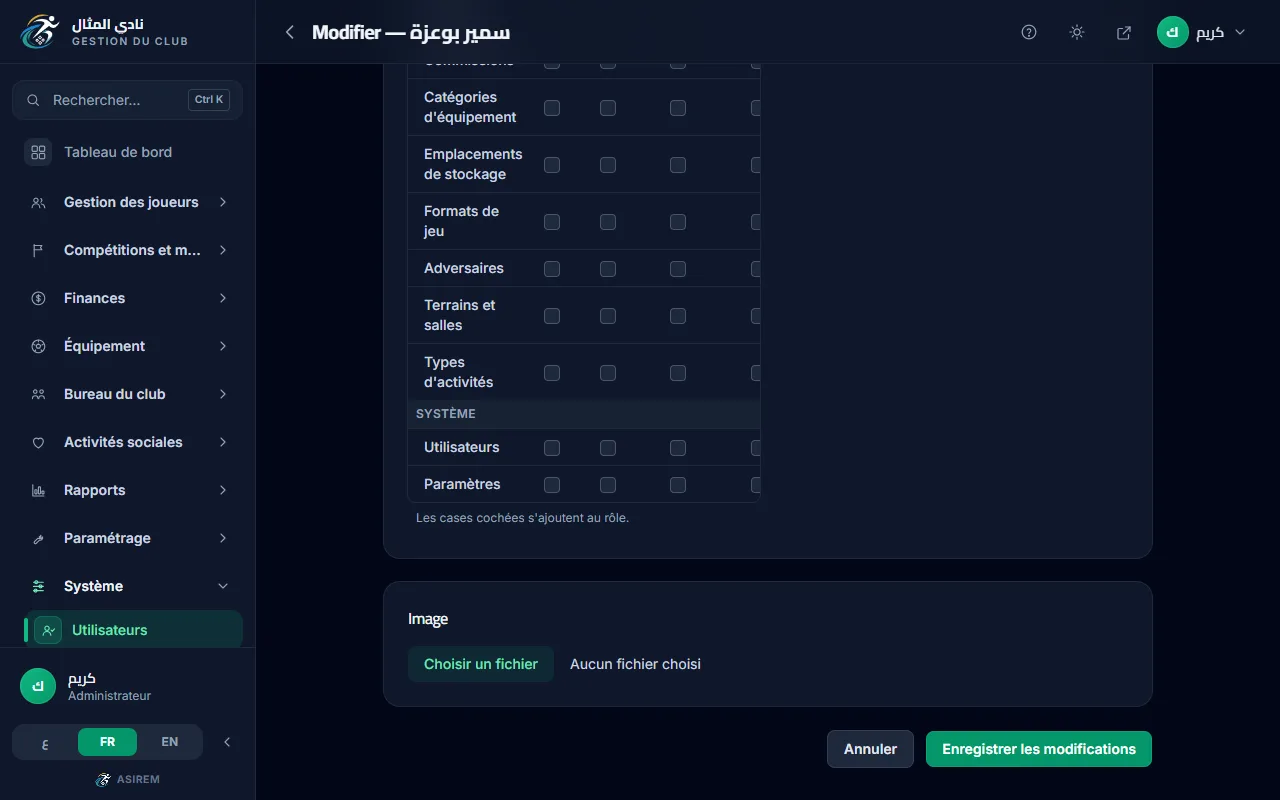 نادي المثال
GESTION DU CLUB
Modifier — سمير بوعزة
ك
كريم
Rechercher...
Ctrl K
Tableau de bord
Gestion des joueurs
Compétitions et m...
Finances
Équipement
Bureau du club
Activités sociales
Rapports
Paramétrage
Système
Utilisateurs
ك
كريم
Administrateur
ع
FR
EN
ASIREM
Commissions
Catégories
d'équipement
Emplacements
de stockage
Formats de
jeu
Adversaires
Terrains et
salles
Types
d'activités
SYSTÈME
Utilisateurs
Paramètres
Les cases cochées s'ajoutent au rôle.
Image
Choisir un fichier
Aucun fichier choisi
Annuler
Enregistrer les modifications